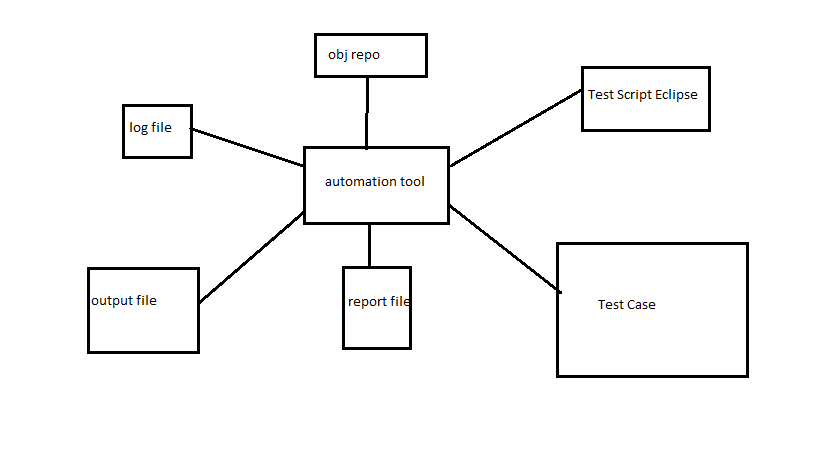 obj repo
Test Script Eclipse
log file
automation tool
output file
report file
Test Case